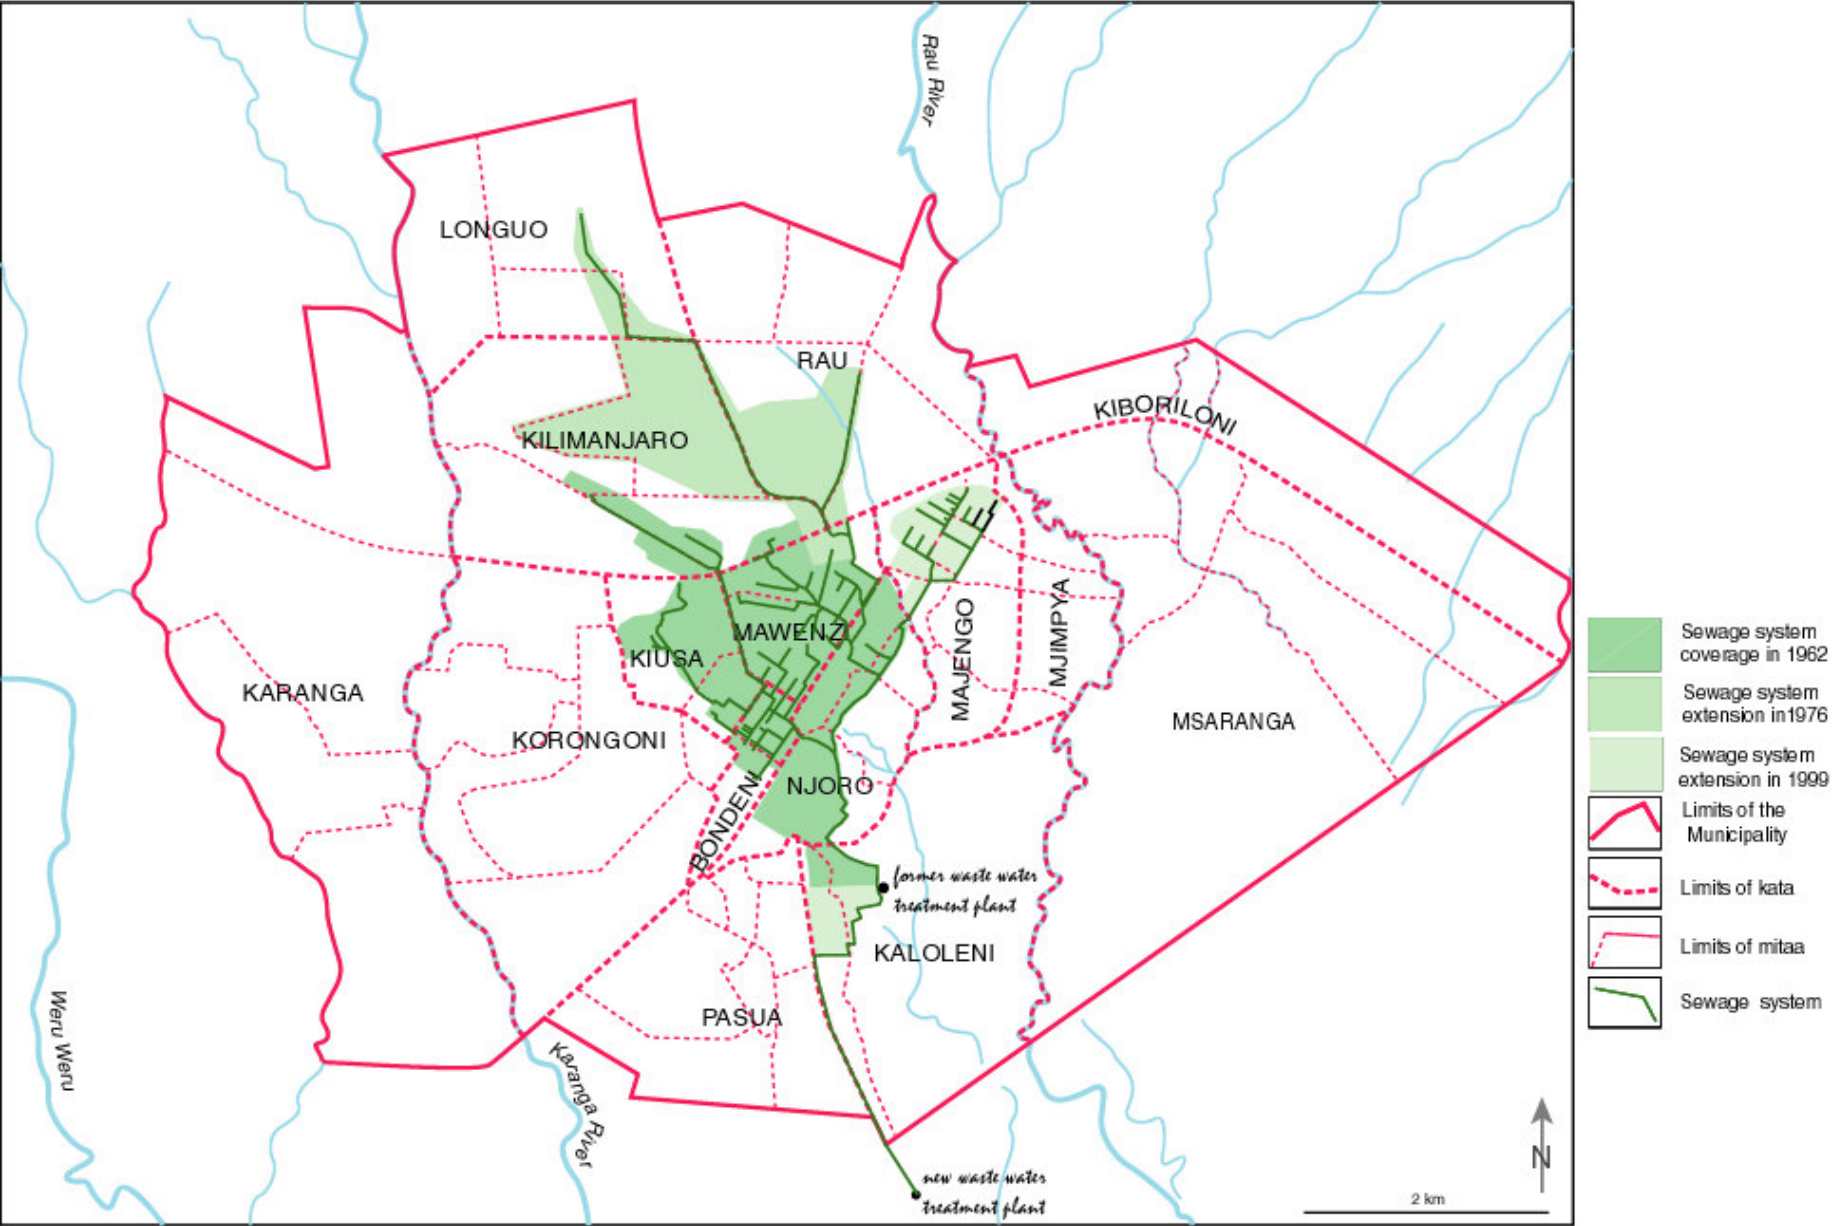 Rau River
LONGUO
RAU
KIBORILONI
KILIMANJARO
MAWENZI
KIUSA
MAJENGO
MJIMPYA
KARANGA
MSARANGA
KORONGONI
NJORO
BONDENI
former waste water
treatment plant
KALOLENI
PASUA
Weru Weru
Karanga River
new waste water
treatment plant
N
2 km
Sewage system
coverage in 1962
Sewage system
extension in1976
Sewage system
extension in 1999
Limits of the
Municipality
Limits of kata
Limits of mitaa
Sewage system